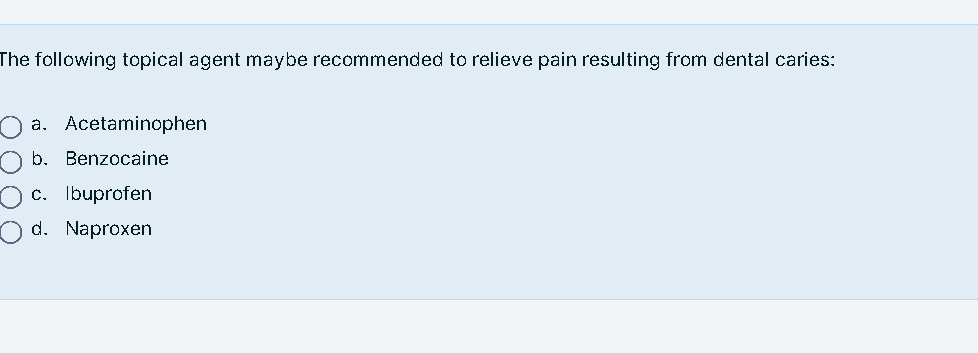 The following topical agent maybe recommended to relieve pain resulting from dental caries:
a. Acetaminophen
b. Benzocaine
c. Ibuprofen
d. Naproxen